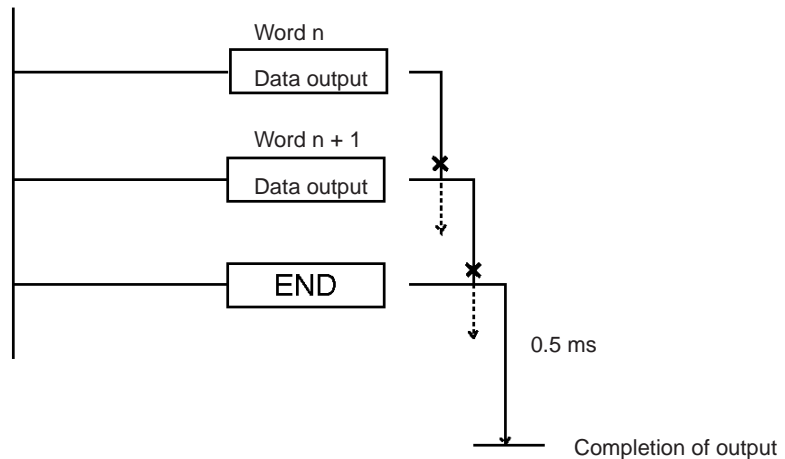 Word n
Data output
Word n + 1
Data output
END
0.5 ms
Completion of output